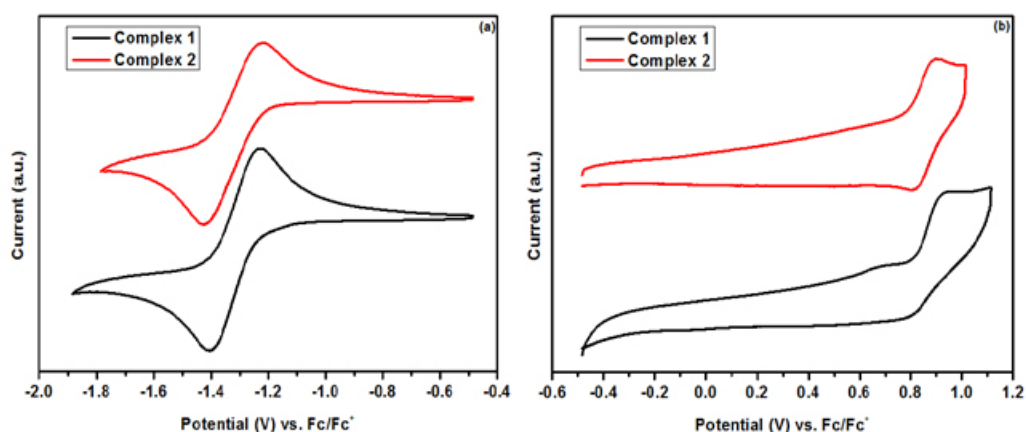 (a)
Complex 1
Complex 2
Current (a.u.)
-2.0 -1.8 -1.6 -1.4 -1.2 -1.0 -0.8 -0.6 -0.4
Potential (V) vs. Fc/Fc⁺
(b)
Complex 1
Complex 2
Current (a.u.)
-0.6 -0.4 -0.2 0.0 0.2 0.4 0.6 0.8 1.0 1.2
Potential (V) vs. Fc/Fc⁺